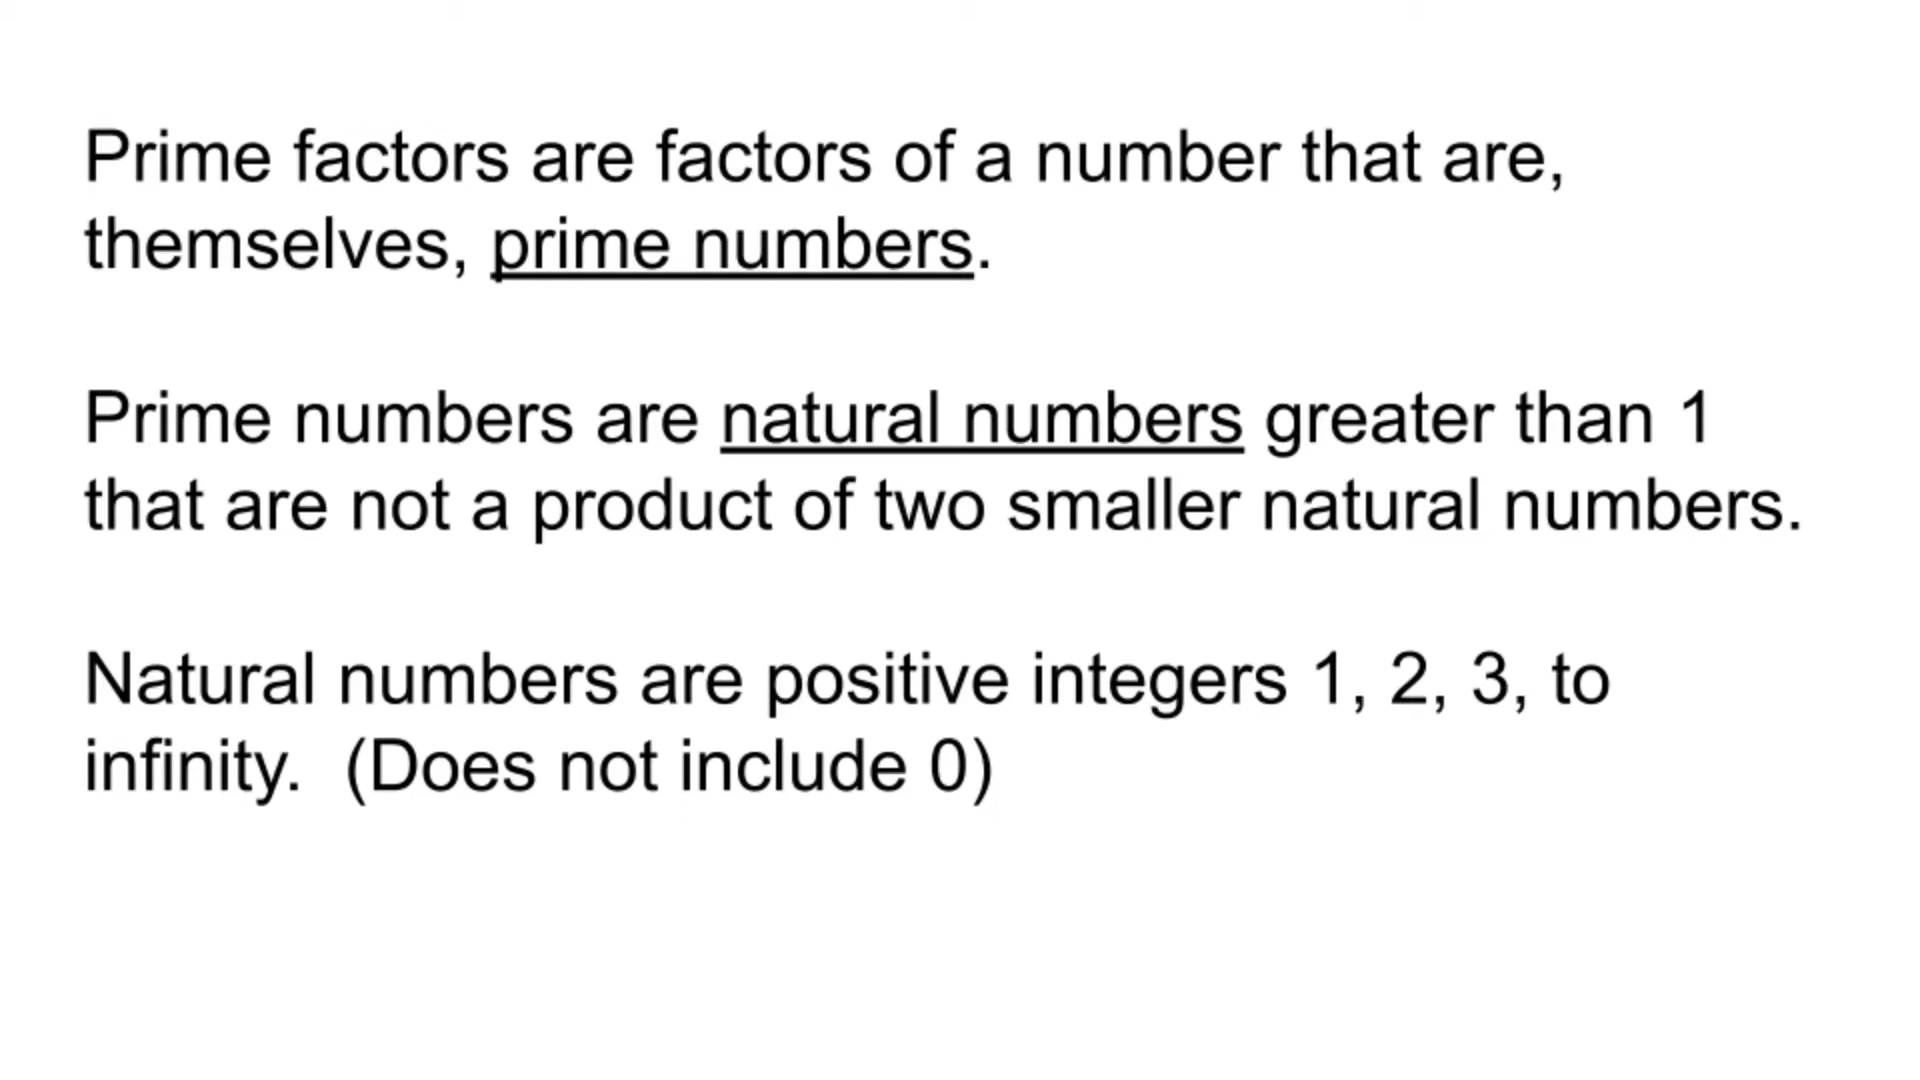 Prime factors are factors of a number that are,
themselves, prime numbers.
Prime numbers are natural numbers greater than 1
that are not a product of two smaller natural numbers.
Natural numbers are positive integers 1, 2, 3, to
infinity.  (Does not include 0)